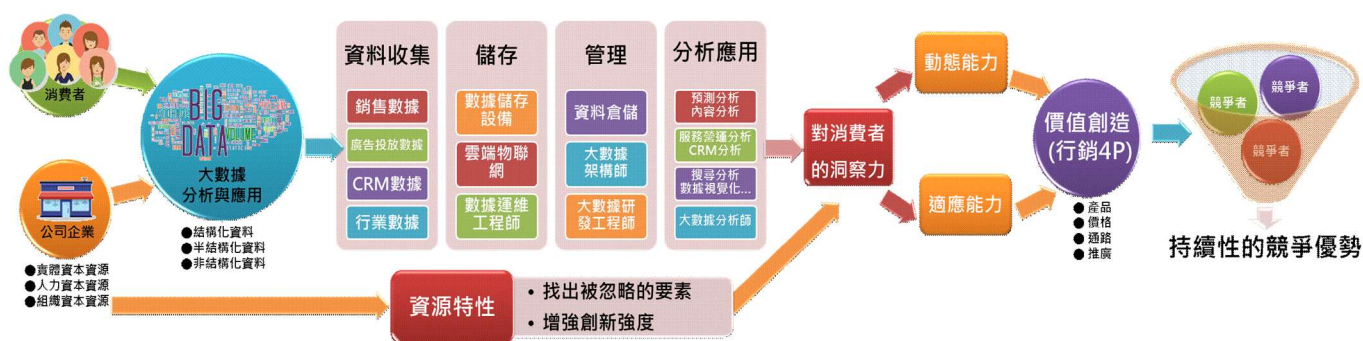 消費者
BIG
DATA
VOLUME
大數據
分析與應用
●結構化資料
●半結構化資料
●非結構化資料
公司企業
●實體資本資源
●人力資本資源
●組織資本資源
資料收集
銷售數據
廣告投放數據
CRM數據
行業數據
儲存
數據儲存
設備
雲端物聯
網
數據運維
工程師
管理
資料倉儲
大數據
架構師
大數據研
發工程師
分析應用
預測分析
內容分析
服務營運分析
CRM分析
搜尋分析
數據視覺化...
大數據分析師
資源特性
• 找出被忽略的要素
• 增強創新強度
對消費者
的洞察力
動態能力
適應能力
價值創造
(行銷4P)
●產品
●價格
●通路
●推廣
競爭者
競爭者
競爭者
持續性的競爭優勢